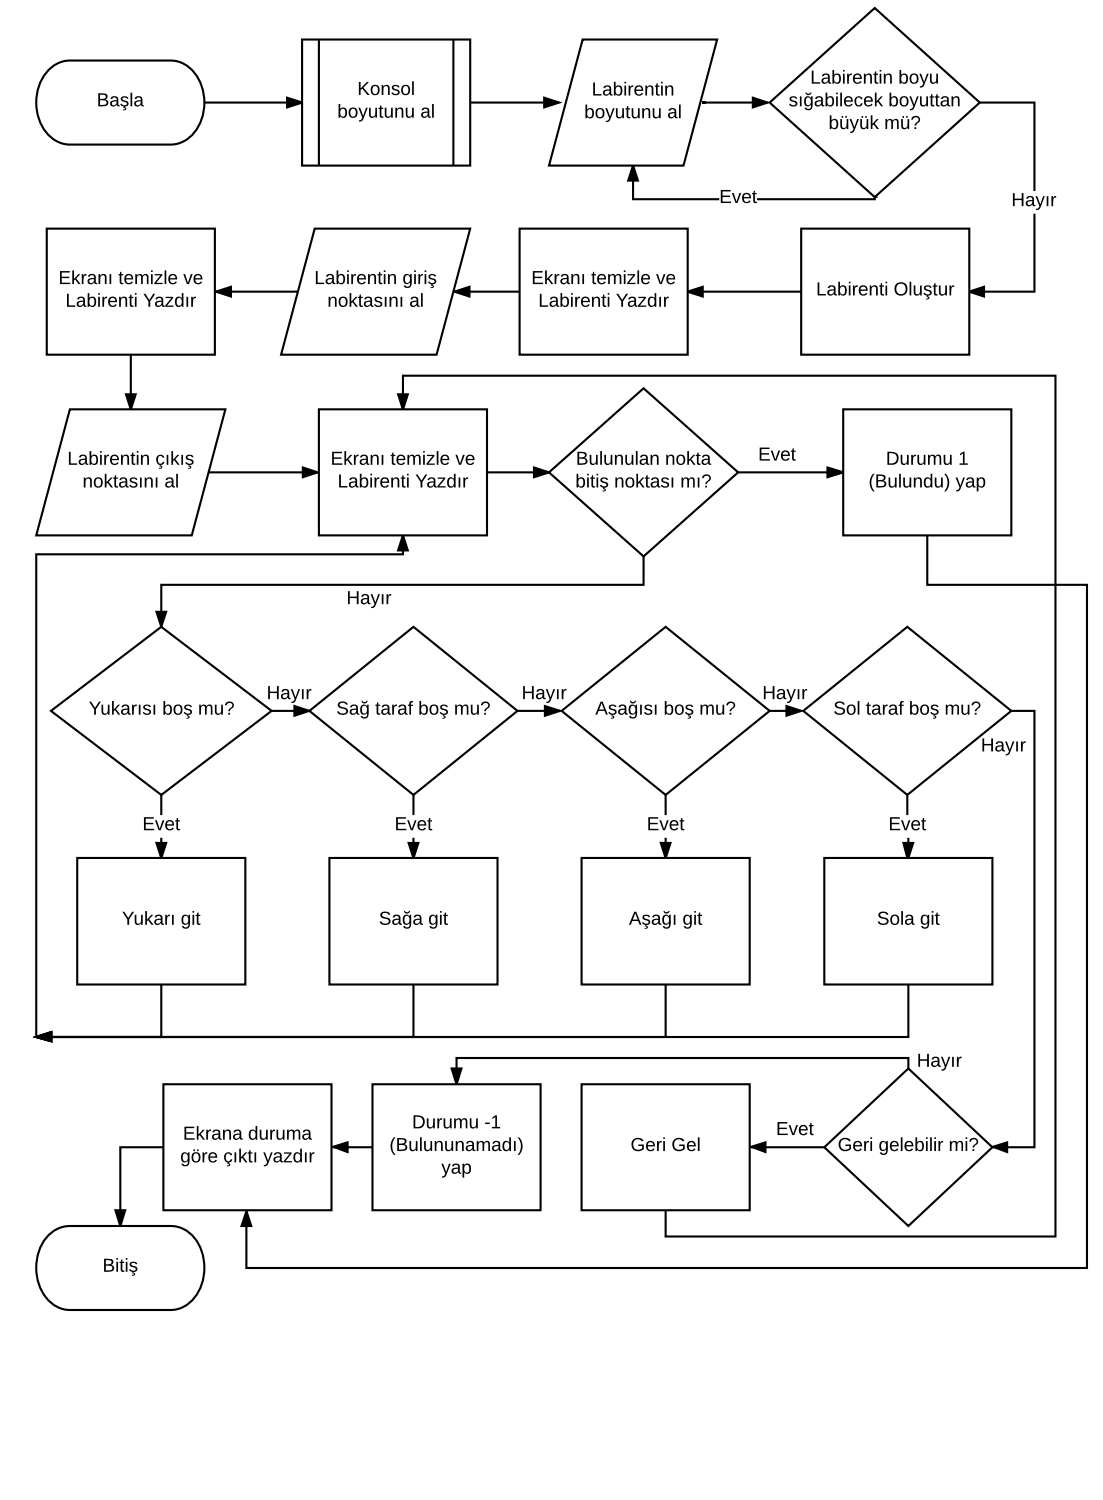 Başla
Konsol
boyutunu al
Labirentin
boyutunu al
Labirentin boyu
sığabilecek boyuttan
büyük mü?
Evet
Hayır
Ekranı temizle ve
Labirenti Yazdır
Labirentin giriş
noktasını al
Ekranı temizle ve
Labirenti Yazdır
Labirenti Oluştur
Labirentin çıkış
noktasını al
Ekranı temizle ve
Labirenti Yazdır
Bulunulan nokta
bitiş noktası mı?
Evet
Durumu 1
(Bulundu) yap
Hayır
Yukarısı boş mu?
Hayır
Sağ taraf boş mu?
Hayır
Aşağısı boş mu?
Hayır
Sol taraf boş mu?
Hayır
Evet
Evet
Evet
Evet
Yukarı git
Sağa git
Aşağı git
Sola git
Hayır
Ekrana duruma
göre çıktı yazdır
Durumu -1
(Bulununamadı)
yap
Geri Gel
Evet
Geri gelebilir mi?
Bitiş